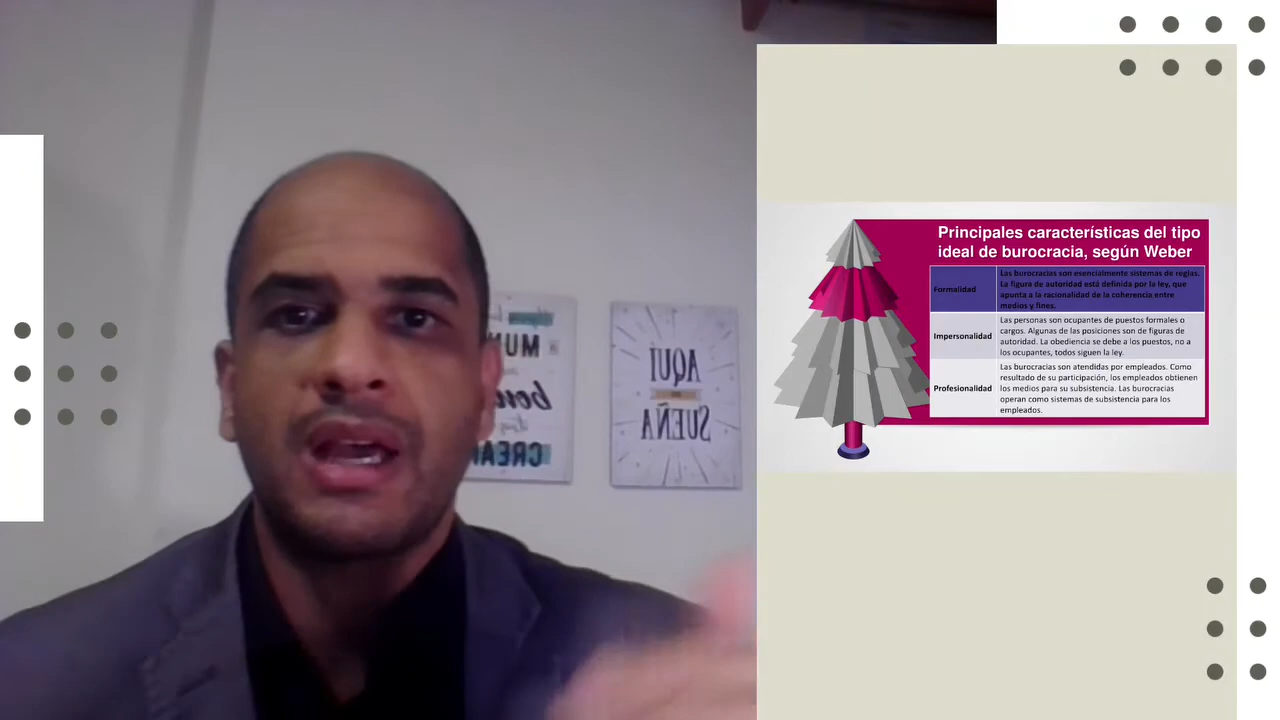 MUN
CREAR
AQUI
SUEÑA
Principales características del tipo
ideal de burocracia, según Weber
Formalidad
Las burocracias son esencialmente sistemas de reglas.
La figura de autoridad está definida por la ley, que
apunta a la racionalidad de la coherencia entre
medios y fines.
Impersonalidad
Las personas son ocupantes de puestos formales o
cargos. Algunas de las posiciones son de figuras de
autoridad. La obediencia se debe a los puestos, no a
los ocupantes, todos siguen la ley.
Profesionalidad
Las burocracias son atendidas por empleados. Como
resultado de su participación, los empleados obtienen
los medios para su subsistencia. Las burocracias
operan como sistemas de subsistencia para los
empleados.